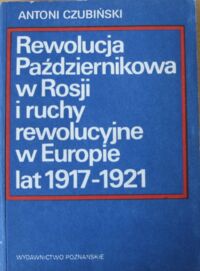 ANTONI CZUBIŃSKI
Rewolucja
Październikowa
w Rosji
i ruchy
rewolucyjne
w Europie
lat 1917-1921
WYDAWNICTWO POZNAŃSKIE